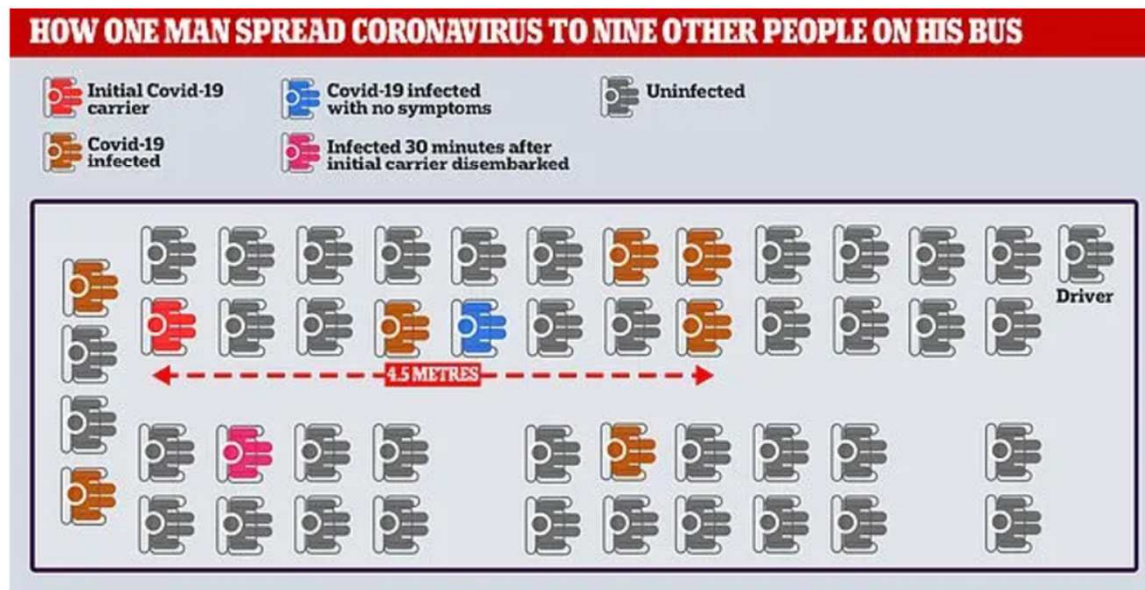 HOW ONE MAN SPREAD CORONAVIRUS TO NINE OTHER PEOPLE ON HIS BUS
Initial Covid-19
carrier
Covid-19 infected
with no symptoms
Uninfected
Covid-19
infected
Infected 30 minutes after
initial carrier disembarked
Driver
4.5 METRES